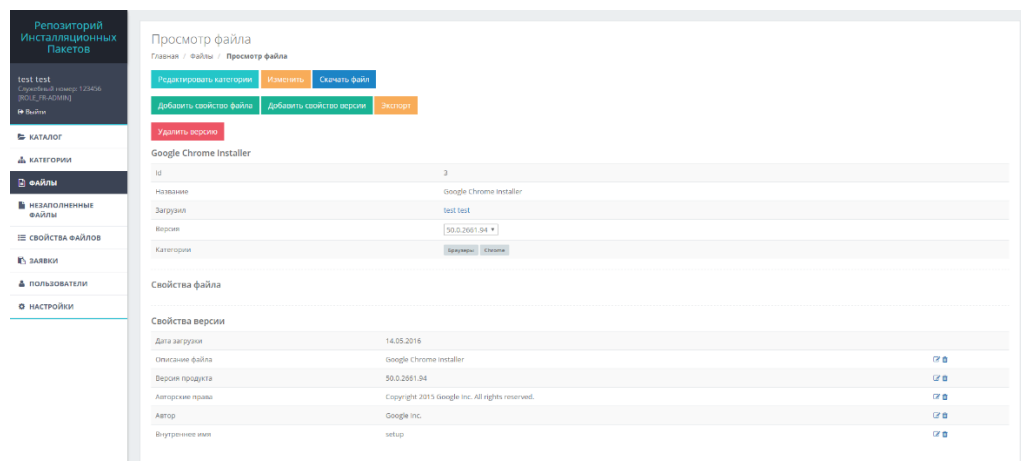 Репозиторий
Инсталляционных
Пакетов
test test
Служебный номер: 123456
[ROLE_FR-ADMIN]
Выйти
КАТАЛОГ
КАТЕГОРИИ
ФАЙЛЫ
НЕЗАПОЛНЕННЫЕ
ФАЙЛЫ
СВОЙСТВА ФАЙЛОВ
ЗАЯВКИ
ПОЛЬЗОВАТЕЛИ
НАСТРОЙКИ
Просмотр файла
Главная / Файлы / Просмотр файла
Редактировать категории Изменить Скачать файл
Добавить свойство файла Добавить свойство версии Экспорт
Удалить версию
Google Chrome Installer
Id 3
Название Google Chrome Installer
Загрузил test test
Версия 50.0.2661.94
Категории Браузеры Chrome
Свойства файла
Свойства версии
Дата загрузки 14.05.2016
Описание файла Google Chrome Installer
Версия продукта 50.0.2661.94
Авторские права Copyright 2015 Google Inc. All rights reserved.
Автор Google Inc.
Внутреннее имя setup